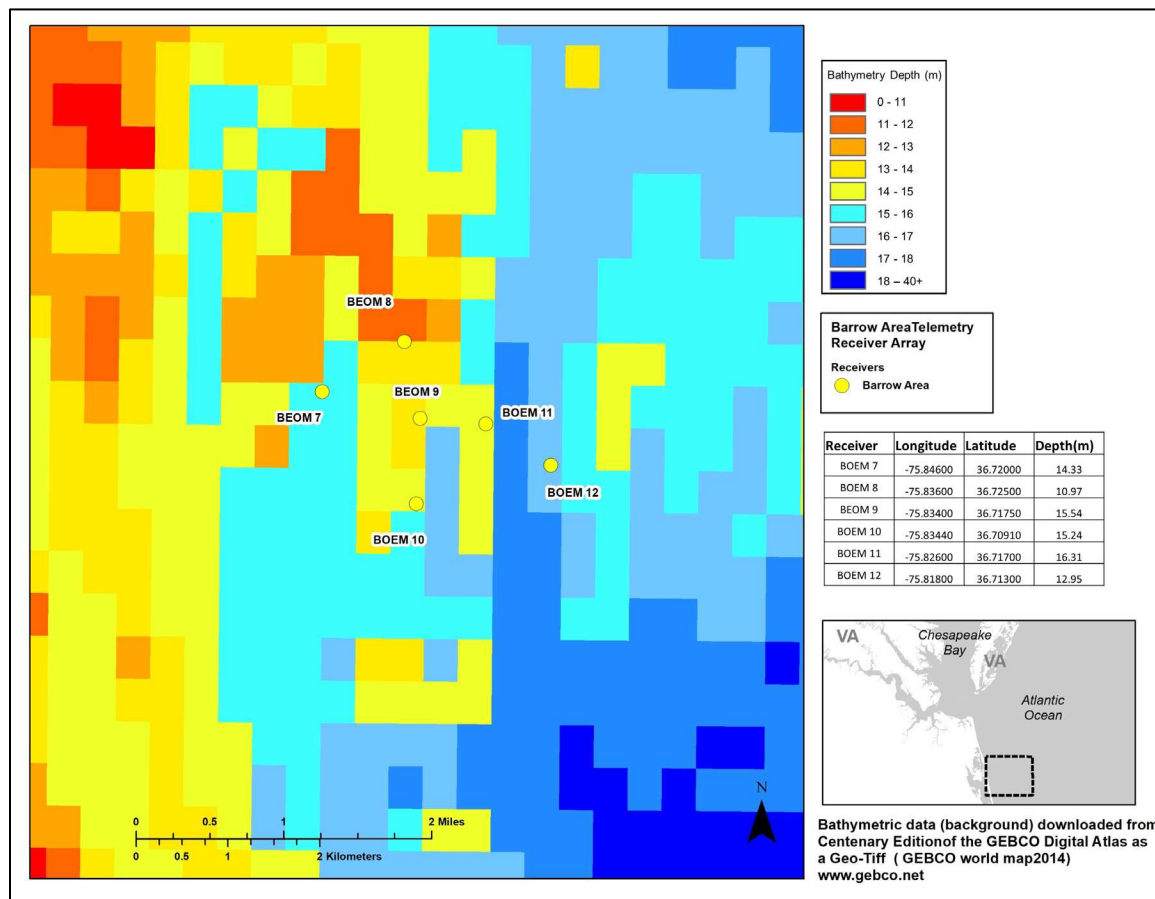 BEOM 8
BEOM 9
BEOM 7
BOEM 11
BOEM 12
BOEM 10
0 0.5 1 2 Miles
0 0.5 1 2 Kilometers
N
Bathymetry Depth (m)
0 - 11
11 - 12
12 - 13
13 - 14
14 - 15
15 - 16
16 - 17
17 - 18
18 – 40+
Barrow AreaTelemetry
Receiver Array
Receivers
Barrow Area
Receiver Longitude Latitude Depth(m)
BOEM 7 -75.84600 36.72000 14.33
BOEM 8 -75.83600 36.72500 10.97
BEOM 9 -75.83400 36.71750 15.54
BOEM 10 -75.83440 36.70910 15.24
BOEM 11 -75.82600 36.71700 16.31
BOEM 12 -75.81800 36.71300 12.95
VA
Chesapeake
Bay
VA
Atlantic
Ocean
Bathymetric data (background) downloaded from
Centenary Editionof the GEBCO Digital Atlas as
a Geo-Tiff ( GEBCO world map2014)
www.gebco.net